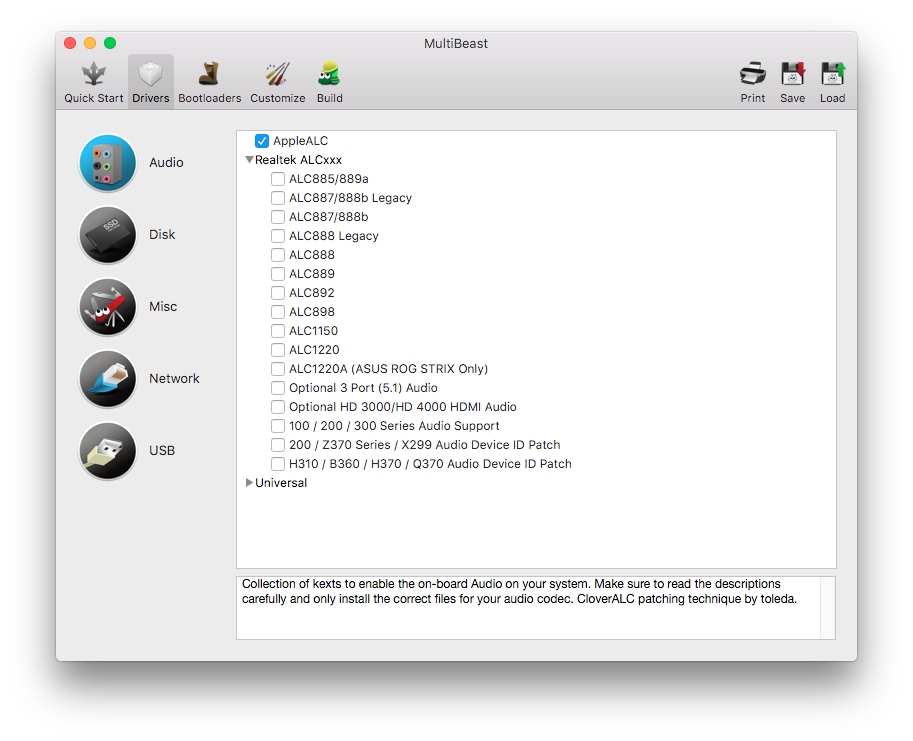 MultiBeast
Quick Start
Drivers
Bootloaders
Customize
Build
Print
Save
Load
Audio
SSD
Disk
Misc
Network
USB
AppleALC
Realtek ALCxxx
ALC885/889a
ALC887/888b Legacy
ALC887/888b
ALC888 Legacy
ALC888
ALC889
ALC892
ALC898
ALC1150
ALC1220
ALC1220A (ASUS ROG STRIX Only)
Optional 3 Port (5.1) Audio
Optional HD 3000/HD 4000 HDMI Audio
100 / 200 / 300 Series Audio Support
200 / Z370 Series / X299 Audio Device ID Patch
H310 / B360 / H370 / Q370 Audio Device ID Patch
Universal
Collection of kexts to enable the on-board Audio on your system. Make sure to read the descriptions
carefully and only install the correct files for your audio codec. CloverALC patching technique by toleda.